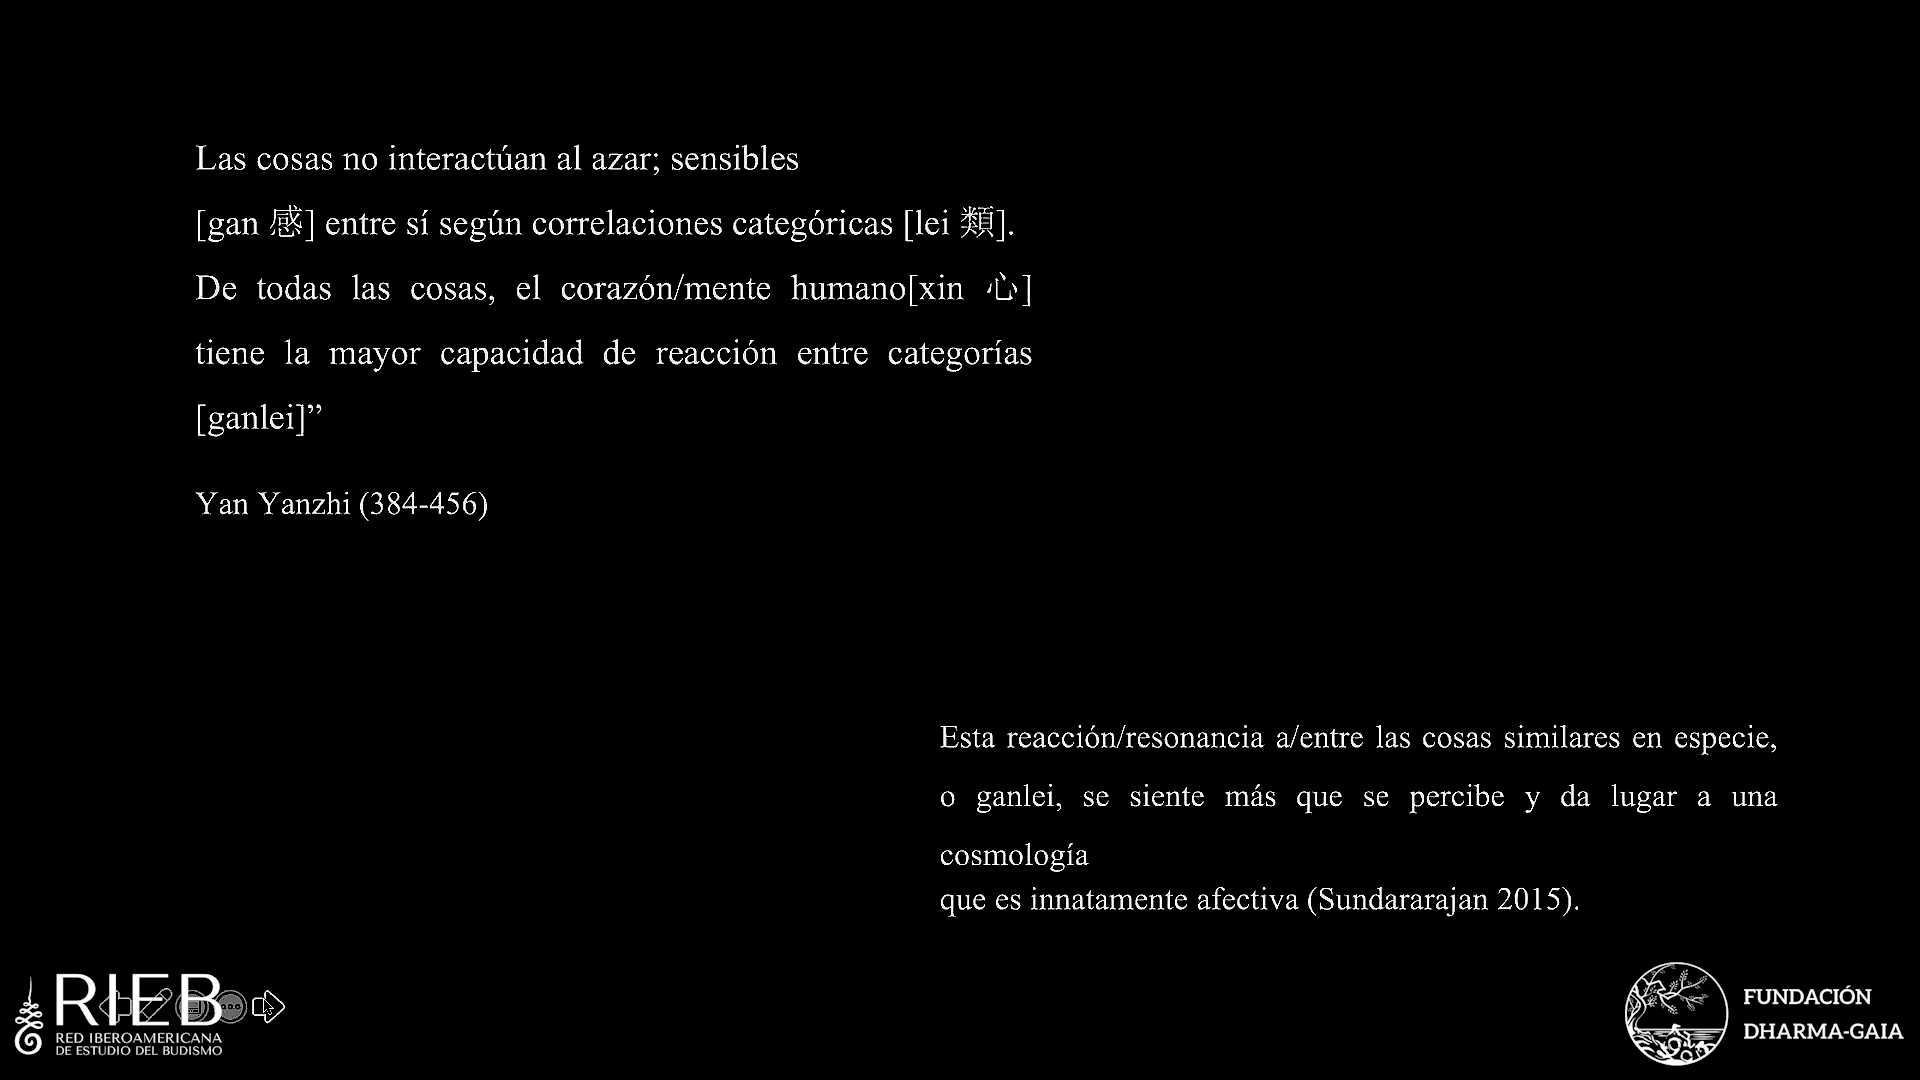 Las cosas no interactúan al azar; sensibles
[gan 感] entre sí según correlaciones categóricas [lei 類].
De todas las cosas, el corazón/mente humano[xin 心]
tiene la mayor capacidad de reacción entre categorías
[ganlei]”
Yan Yanzhi (384-456)
Esta reacción/resonancia a/entre las cosas similares en especie,
o ganlei, se siente más que se percibe y da lugar a una
cosmología
que es innatamente afectiva (Sundararajan 2015).
RIEB
RED IBEROAMERICANA
DE ESTUDIO DEL BUDISMO
FUNDACIÓN
DHARMA-GAIA